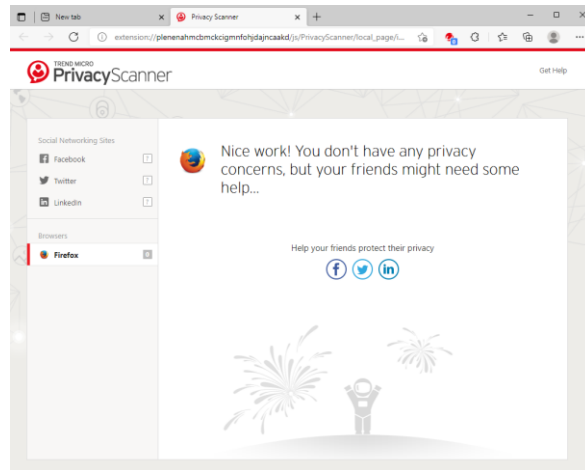 New tab
Privacy Scanner
extension://plenenahmcbmckcigmnfohjdajncaakd/js/PrivacyScanner/local_page/i...
TREND MICRO
PrivacyScanner
Get Help
Social Networking Sites
Facebook
Twitter
LinkedIn
Browsers
Firefox
Nice work! You don't have any privacy
concerns, but your friends might need some
help...
Help your friends protect their privacy